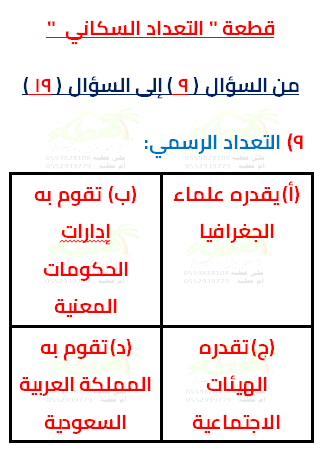 قطعة " التعداد السكاني "
من السؤال ( ٩ ) إلى السؤال ( ١٩ )
٩) التعداد الرسمي:
(أ) يقدره علماء
الجغرافيا
(ب) تقوم به
إدارات
الحكومات
المعنية
(ج) تقدره
الهيئات
الاجتماعية
(د) تقوم به
المملكة العربية
السعودية